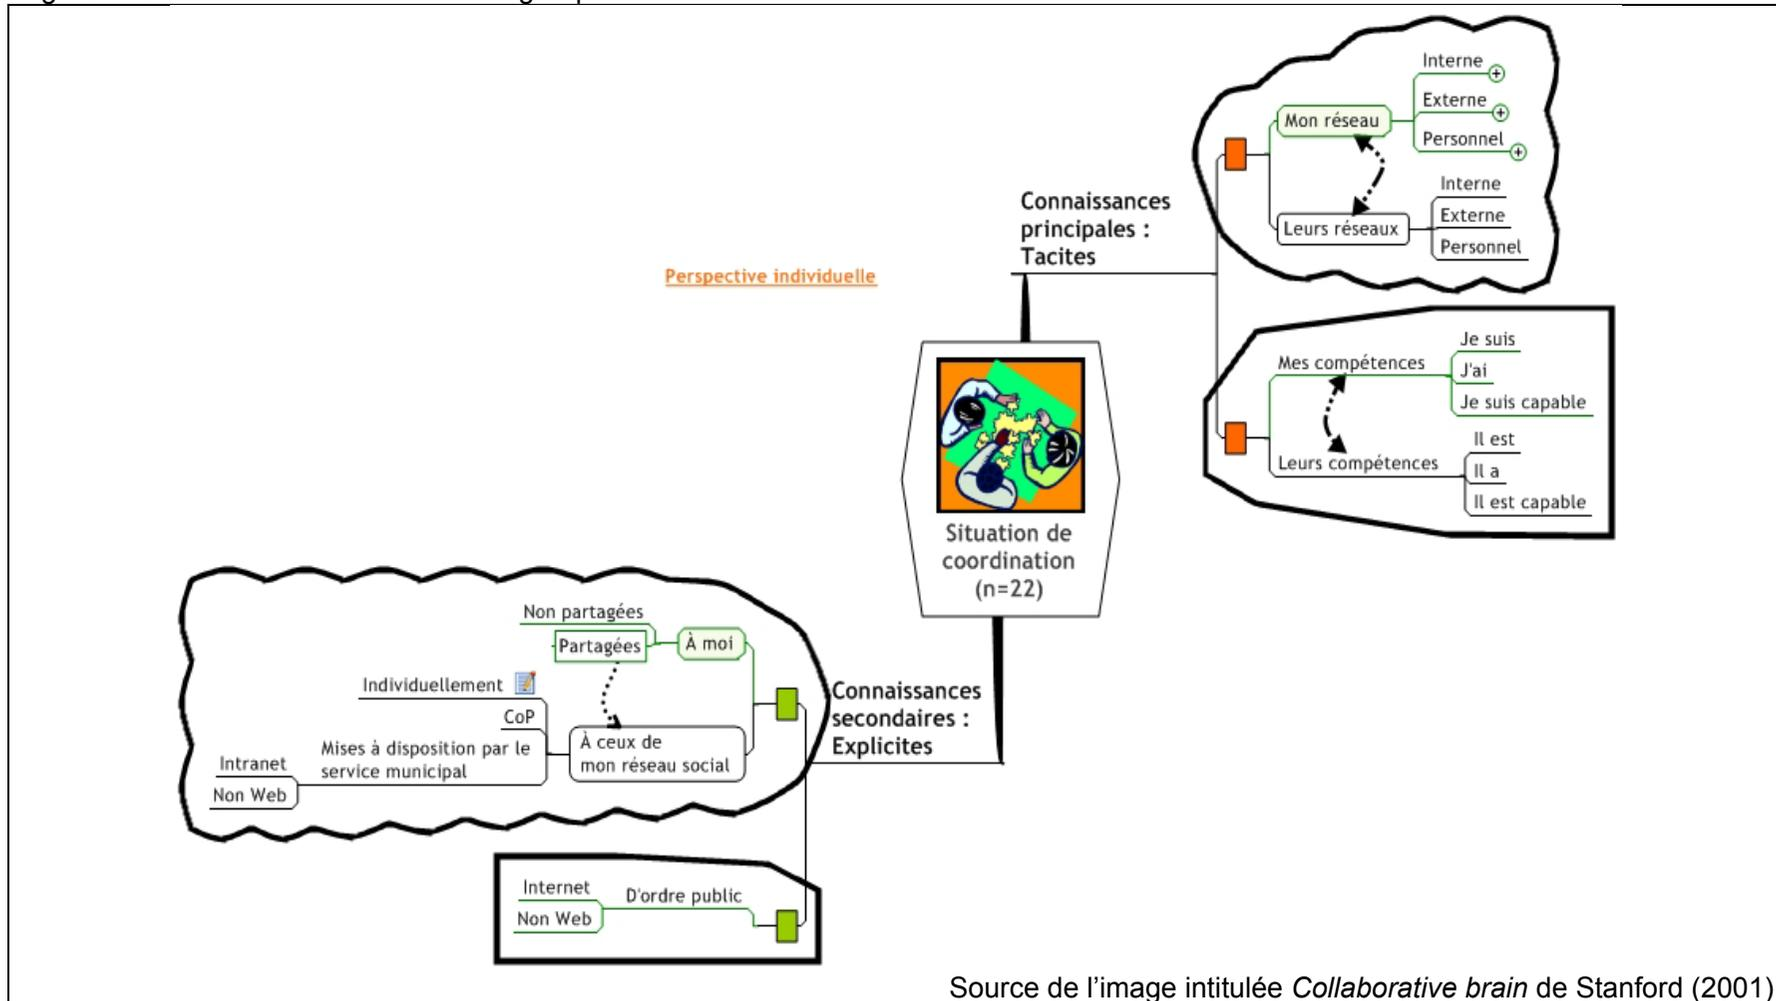 Interne
Externe
Personnel
Mon réseau
Interne
Externe
Personnel
Leurs réseaux
Connaissances
principales :
Tacites
Perspective individuelle
Mes compétences
Je suis
J'ai
Je suis capable
Leurs compétences
Il est
Il a
Il est capable
Situation de
coordination
(n=22)
Non partagées
Partagées
À moi
Individuellement
CoP
Mises à disposition par le
service municipal
Intranet
Non Web
À ceux de
mon réseau social
Connaissances
secondaires :
Explicites
Internet
Non Web
D'ordre public
Source de l’image intitulée Collaborative brain de Stanford (2001)